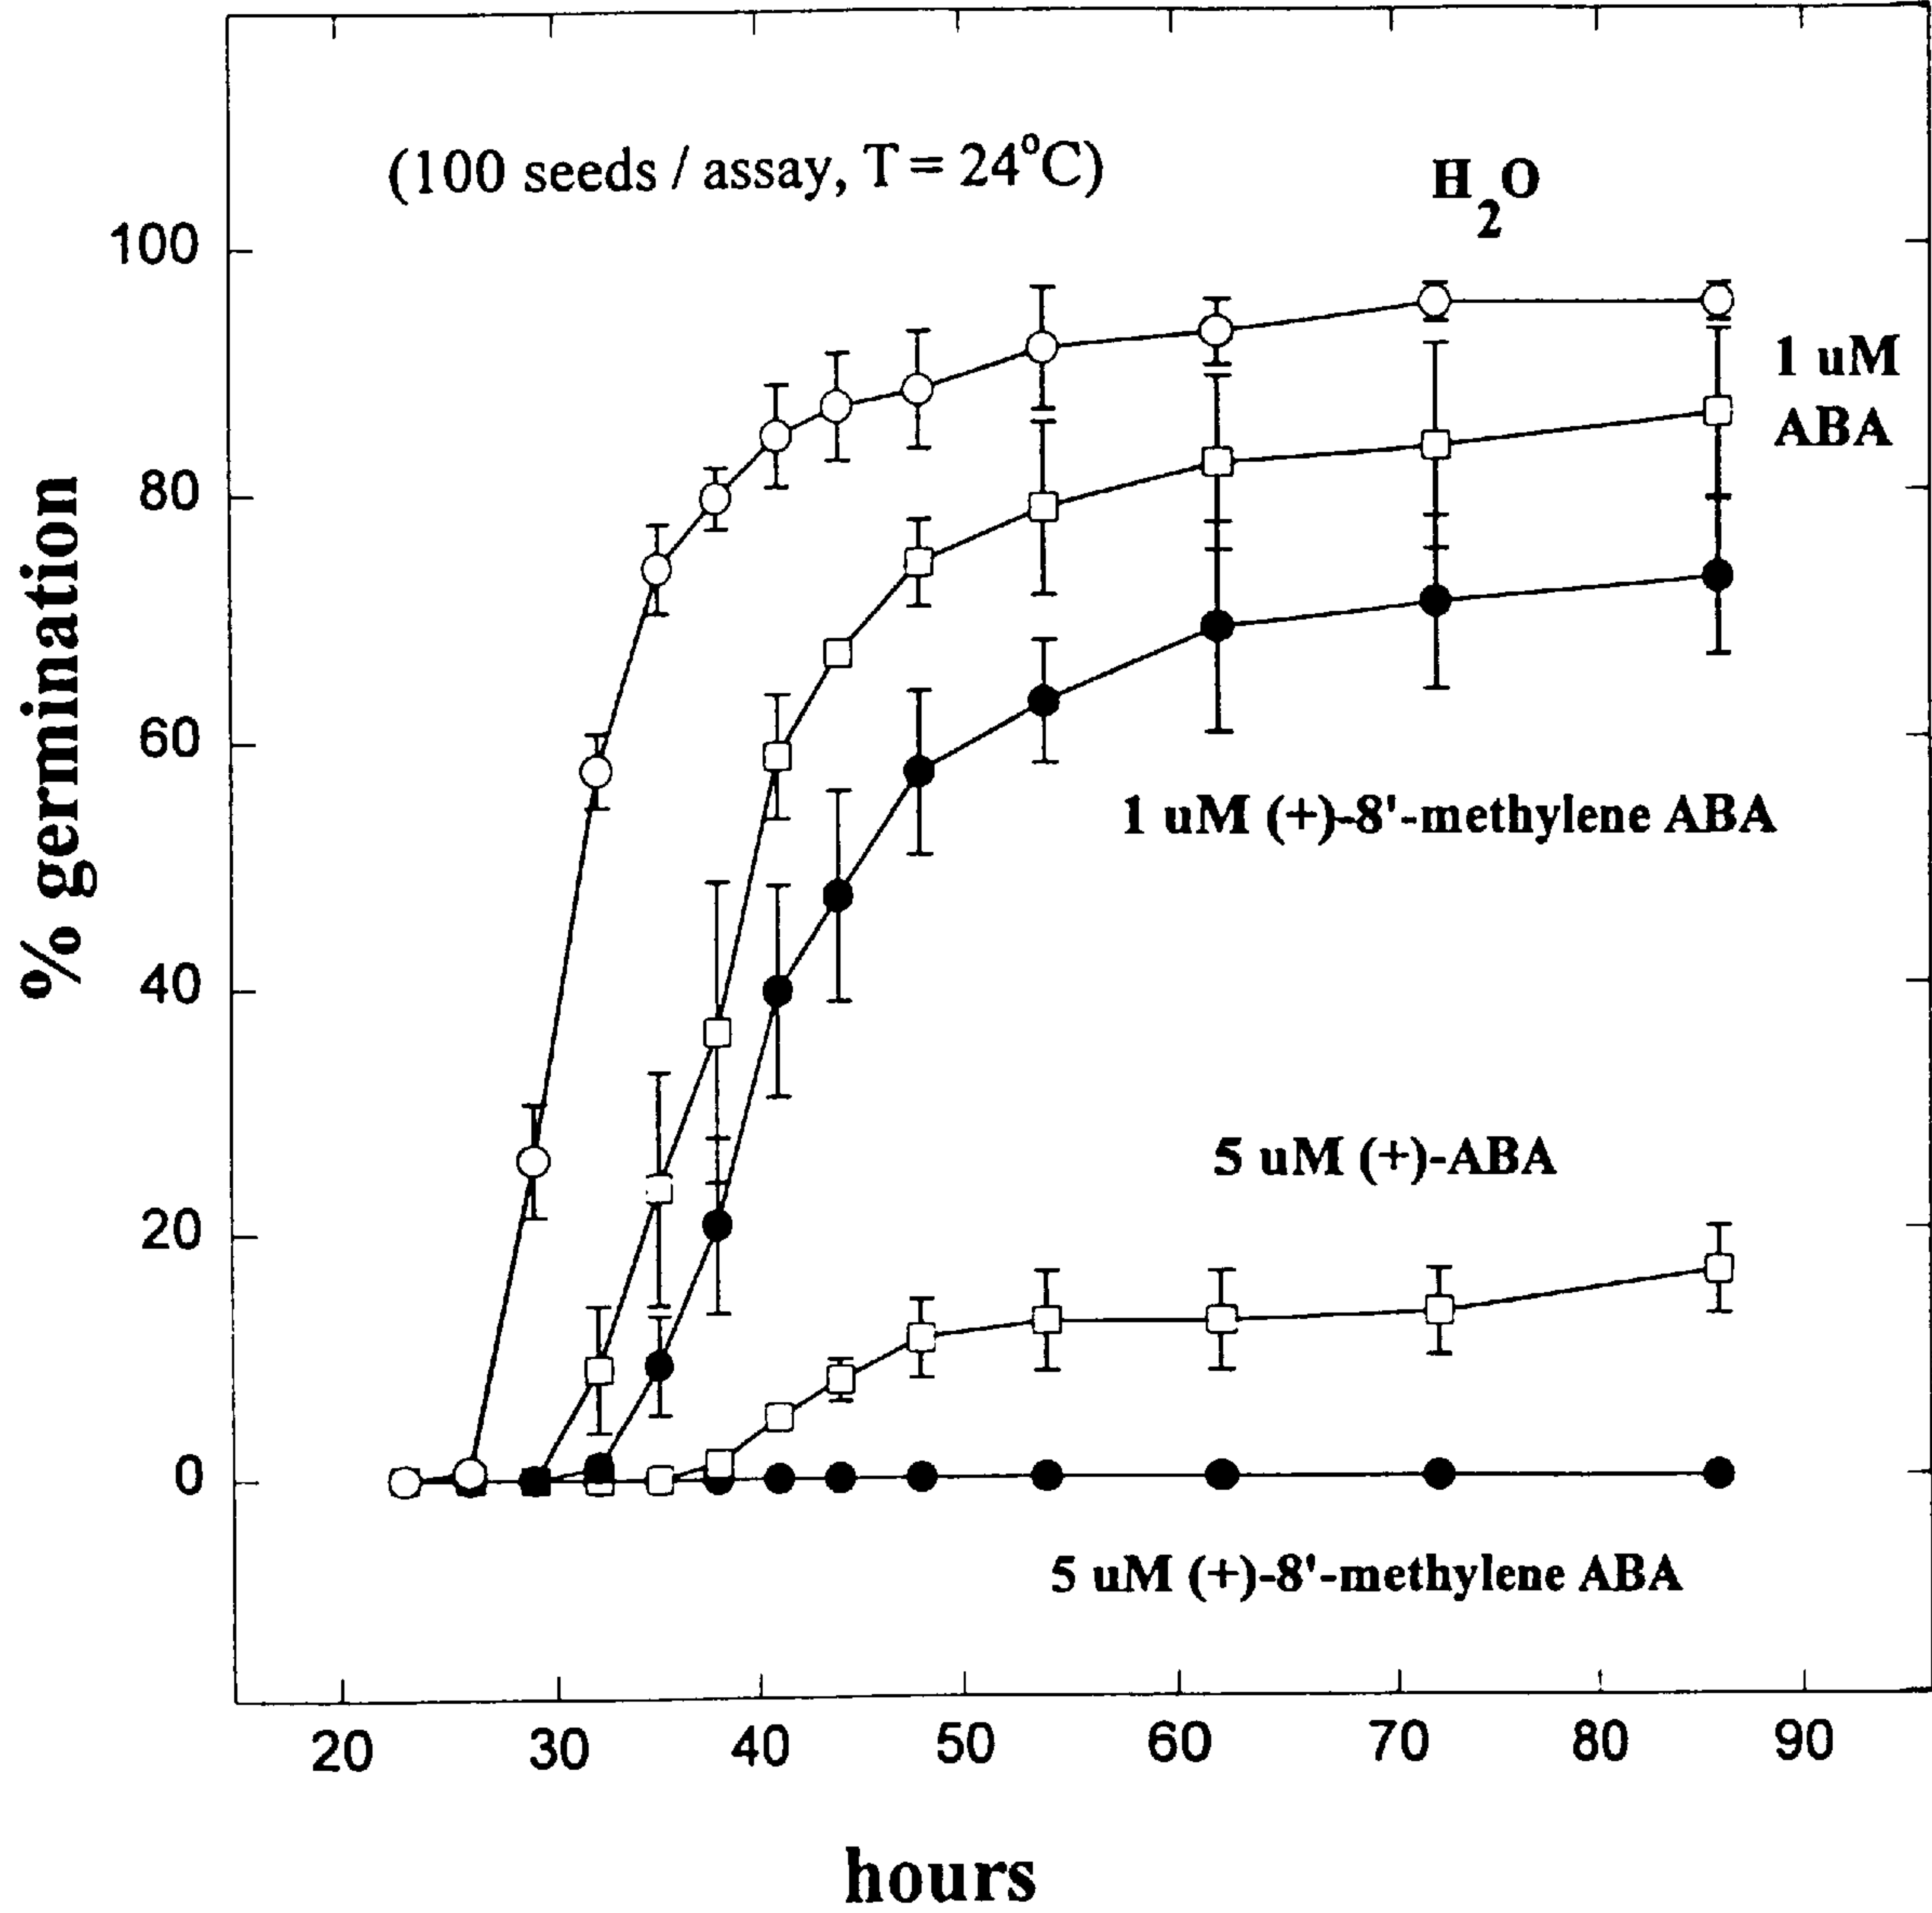 (100 seeds / assay, T = 24°C)
H2O
100
1 uM
ABA
80
% germination
60
1 uM (+)-8'-methylene ABA
40
5 uM (+)-ABA
20
0
5 uM (+)-8'-methylene ABA
20 30 40 50 60 70 80 90
hours